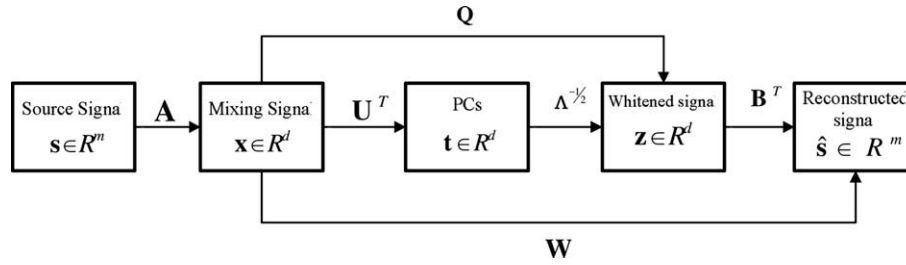 Q
Source Signa
s∈R^m
A
Mixing Signa
x∈R^d
U^T
PCs
t∈R^d
Λ^{-1/2}
Whitened signa
z∈R^d
B^T
Reconstructed
signa
ŝ ∈ R^m
W